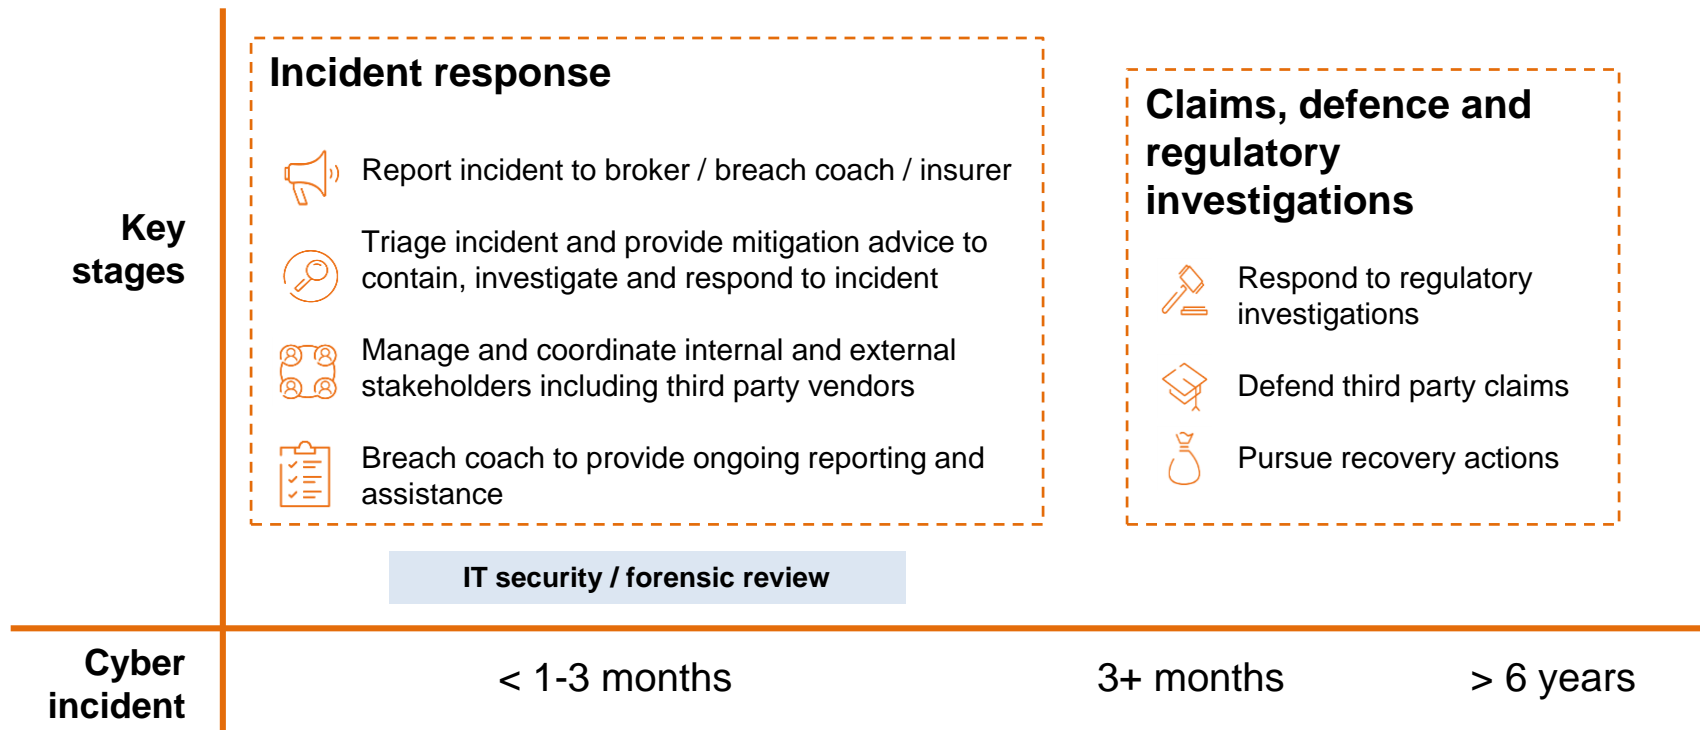 Key
stages
Incident response
Report incident to broker / breach coach / insurer
Triage incident and provide mitigation advice to
contain, investigate and respond to incident
Manage and coordinate internal and external
stakeholders including third party vendors
Breach coach to provide ongoing reporting and
assistance
IT security / forensic review
Claims, defence and
regulatory
investigations
Respond to regulatory
investigations
Defend third party claims
Pursue recovery actions
Cyber
incident
< 1-3 months
3+ months
> 6 years